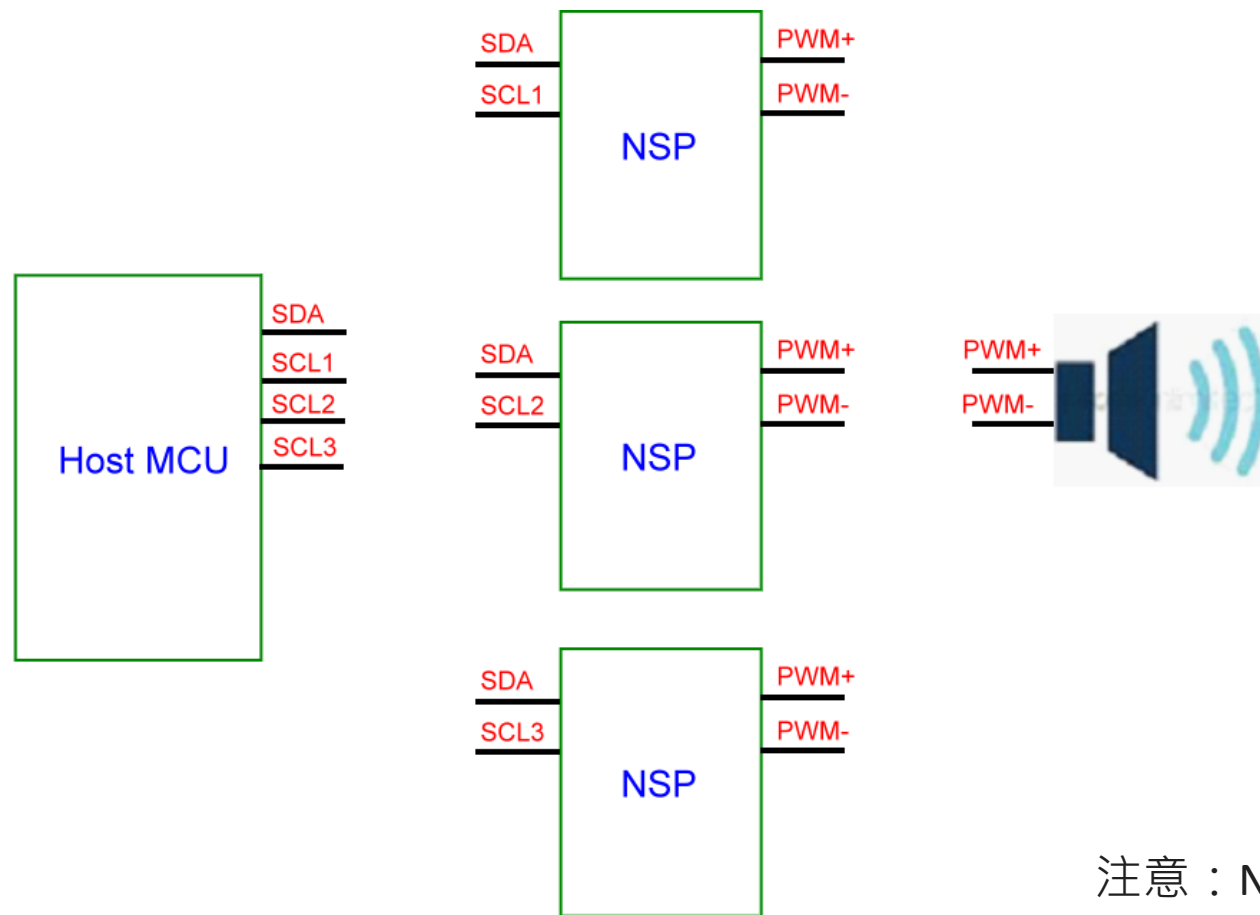 SDA
SCL1
NSP
PWM+
PWM-
Host MCU
SDA
SCL1
SCL2
SCL3
SDA
SCL2
NSP
PWM+
PWM-
PWM+
PWM-
SDA
SCL3
NSP
PWM+
PWM-
注意：N